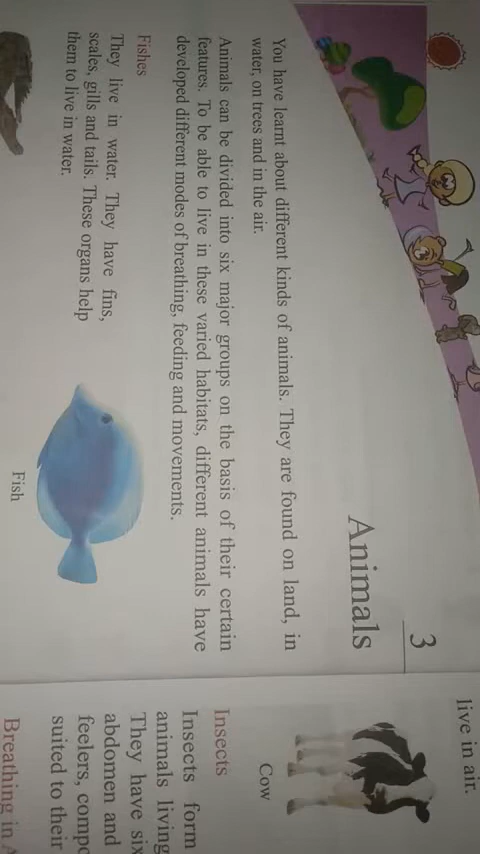 3
Animals
You have learnt about different kinds of animals. They are found on land, in
water, on trees and in the air.
Animals can be divided into six major groups on the basis of their certain
features. To be able to live in these varied habitats, different animals have
developed different modes of breathing, feeding and movements.
Fishes
They live in water. They have fins,
scales, gills and tails. These organs help
them to live in water.
Fish
live in air.
Cow
Insects
Insects form
animals living
They have six
abdomen and
feelers,
suited to their
Breathing in